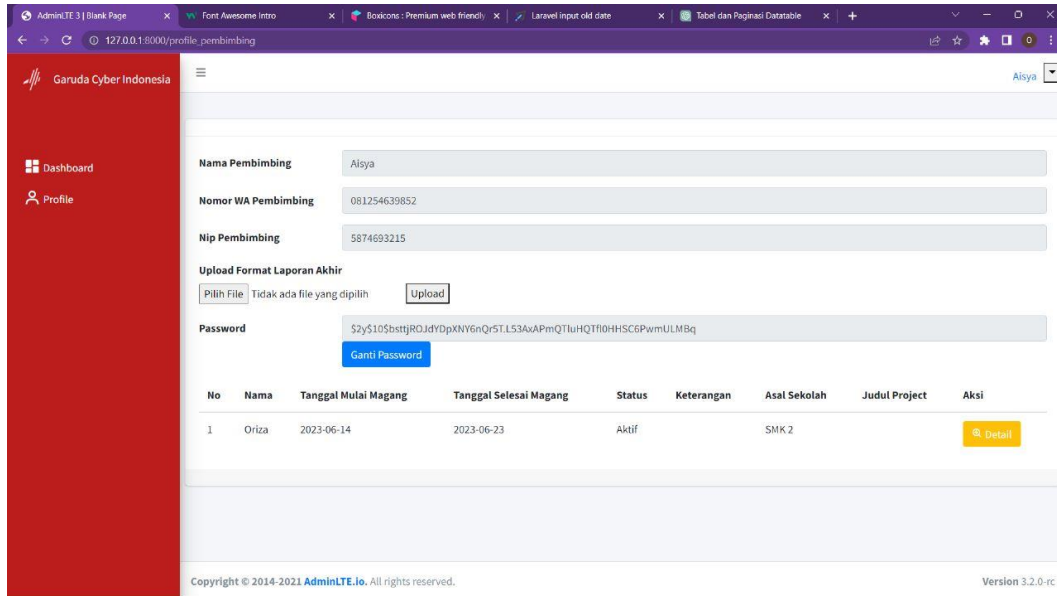 AdminLTE 3 | Blank Page
Font Awesome Intro
Boxicons : Premium web friendly
Laravel input old date
Tabel dan Paginasi Datatable
127.0.0.1:8000/profile_pembimbing
Garuda Cyber Indonesia
Aisya
Dashboard
Profile
Nama Pembimbing Aisya
Nomor WA Pembimbing 081254639852
Nip Pembimbing 5874693215
Upload Format Laporan Akhir
Pilih File Tidak ada file yang dipilih Upload
Password $2y$10$bsttjROJdYDpXNY6nQr5T.L53AxAPmQTluHQTfl0HHSC6PwmULMBq
Ganti Password
No Nama Tanggal Mulai Magang Tanggal Selesai Magang Status Keterangan Asal Sekolah Judul Project Aksi
1 Oriza 2023-06-14 2023-06-23 Aktif SMK 2 Detail
Copyright © 2014-2021 AdminLTE.io. All rights reserved.
Version 3.2.0-rc